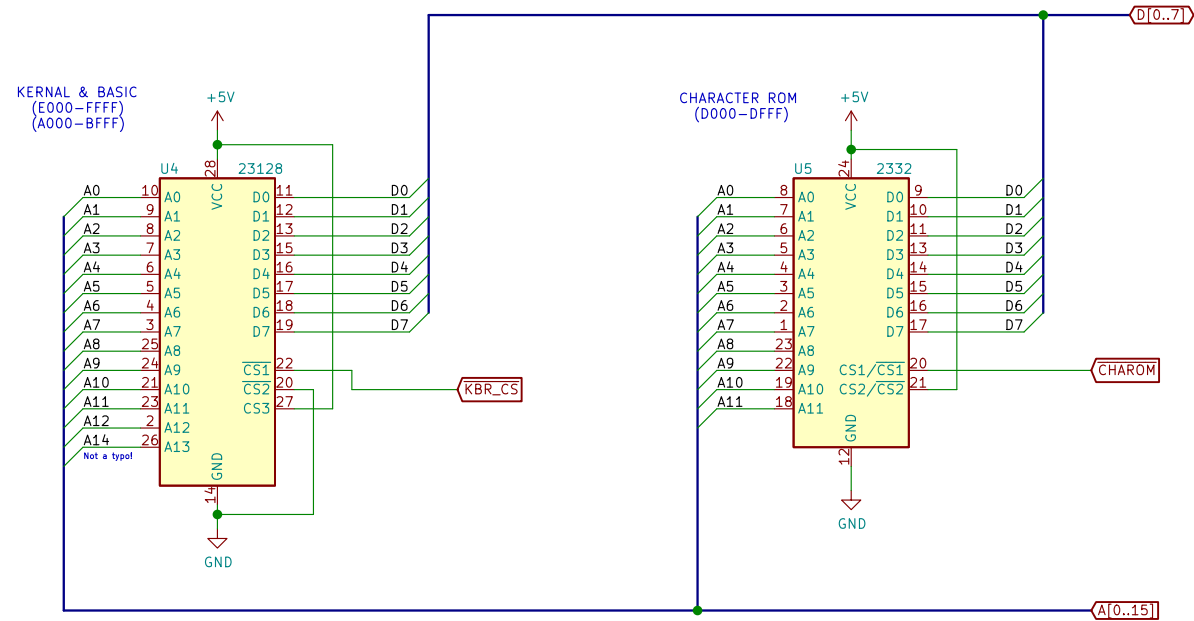 D[0..7]
KERNAL & BASIC
(E000-FFFF)
(A000-BFFF)
+5V
CHARACTER ROM
(D000-DFFF)
+5V
U4 28 23128
VCC
A0 10 A0 D0 11 D0
A1 9 A1 D1 12 D1
A2 8 A2 D2 13 D2
A3 7 A3 D3 15 D3
A4 6 A4 D4 16 D4
A5 5 A5 D5 17 D5
A6 4 A6 D6 18 D6
A7 3 A7 D7 19 D7
A8 25 A8
A9 24 A9 CS1 22
A10 21 A10 CS2 20 KBR_CS
A11 23 A11 CS3 27
A12 2 A12
A14 26 A13
Not a typo!
GND
14
GND
U5 24 2332
VCC
A0 8 A0 D0 9 D0
A1 7 A1 D1 10 D1
A2 6 A2 D2 11 D2
A3 5 A3 D3 13 D3
A4 4 A4 D4 14 D4
A5 3 A5 D5 15 D5
A6 2 A6 D6 16 D6
A7 1 A7 D7 17 D7
A8 23 A8
A9 22 A9 CS1/CS1 20 CHAROM
A10 19 A10 CS2/CS2 21
A11 18 A11
GND
12
GND
A[0..15]